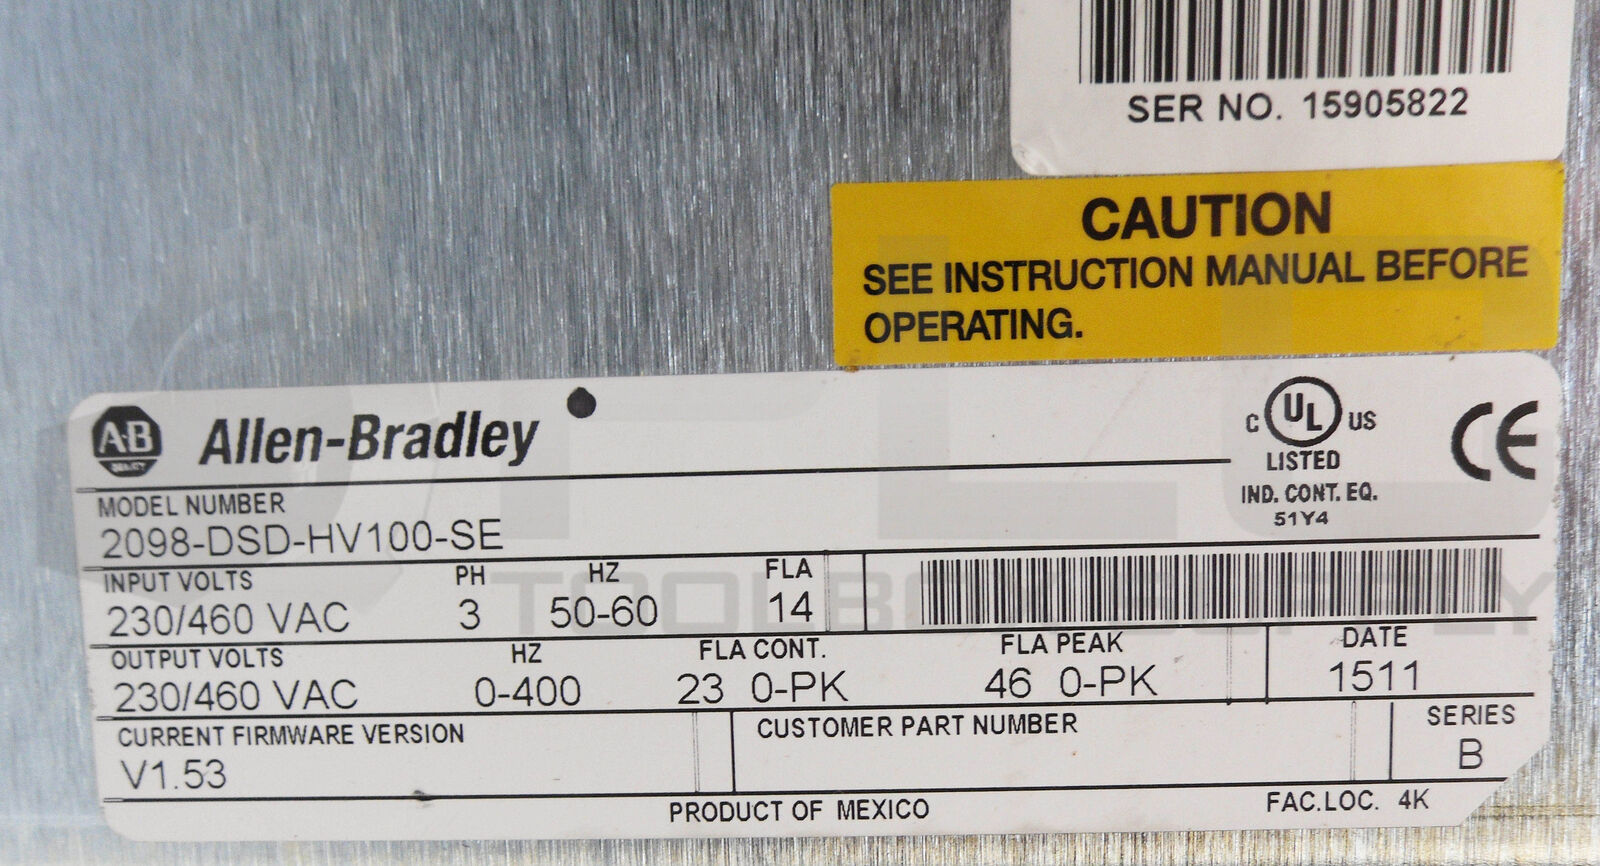 SER NO. 15905822
CAUTION
SEE INSTRUCTION MANUAL BEFORE
OPERATING.
A-B Allen-Bradley
C UL US
LISTED
IND. CONT. EQ.
51Y4
CE
MODEL NUMBER
2098-DSD-HV100-SE
INPUT VOLTS PH HZ FLA
230/460 VAC 3 50-60 14
OUTPUT VOLTS HZ FLA CONT. FLA PEAK DATE
230/460 VAC 0-400 23 0-PK 46 0-PK 1511
CURRENT FIRMWARE VERSION CUSTOMER PART NUMBER SERIES
V1.53 B
PRODUCT OF MEXICO FAC.LOC. 4K
PLC
TOOLBOX SUPPLY